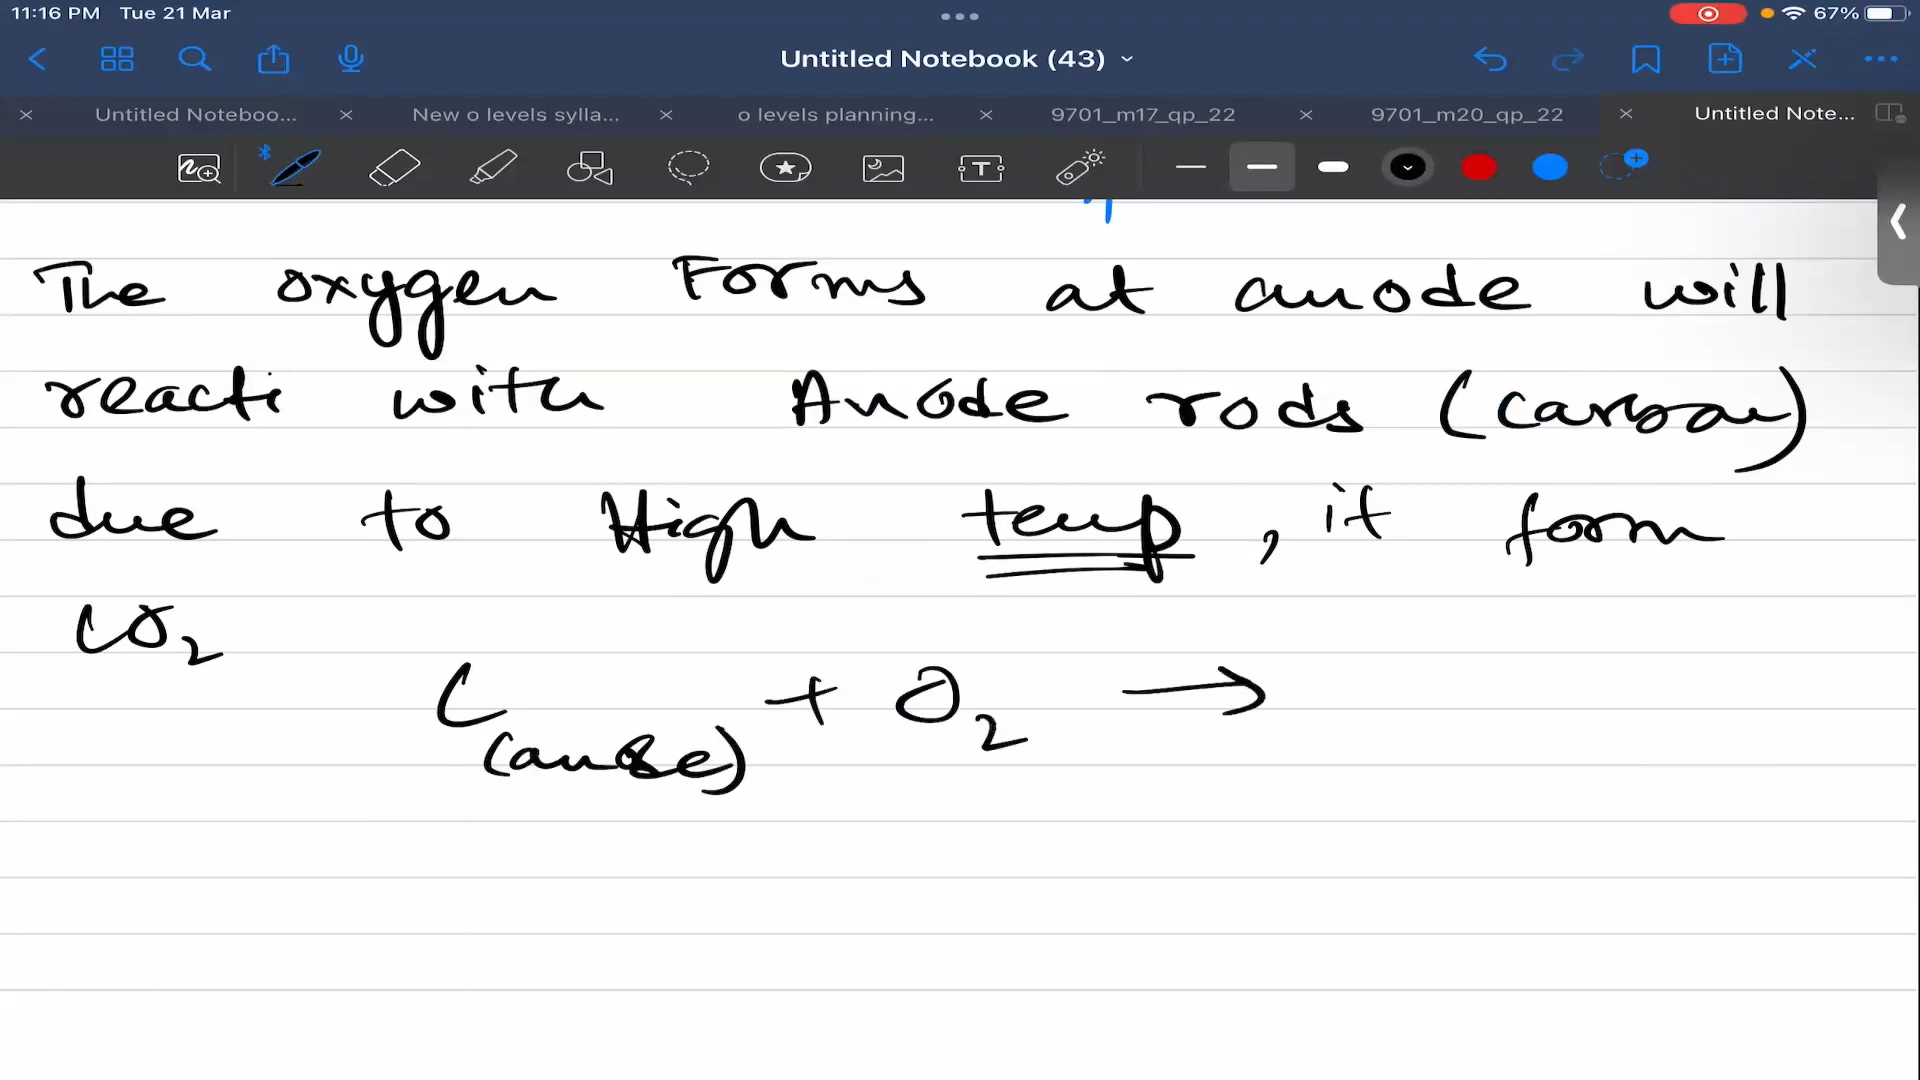 11:16 PM Tue 21 Mar
67%
Untitled Notebook (43)
Untitled Noteboo...
New o levels sylla...
o levels planning...
9701_m17_qp_22
9701_m20_qp_22
Untitled Note...
The oxygen Forms at anode will
reacti with Anode rods (carbon)
due to High temp, it form
CO₂
C + O₂ →
(anode)